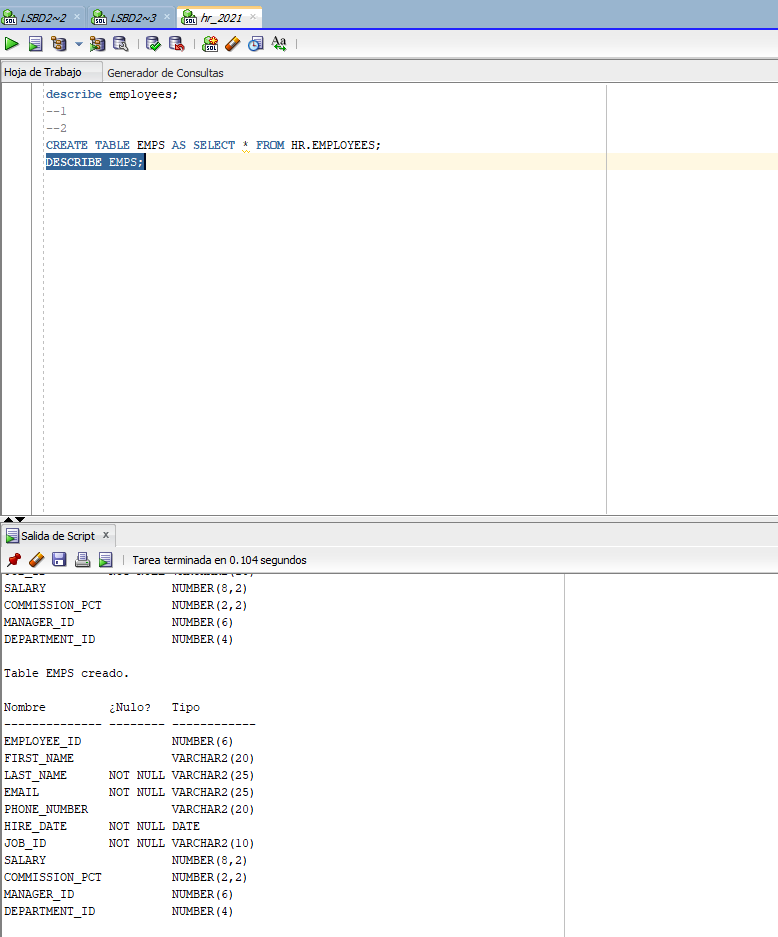 LSBD2~2 LSBD2~3 hr_2021
Hoja de Trabajo Generador de Consultas
describe employees;
--1
--2
CREATE TABLE EMPS AS SELECT * FROM HR.EMPLOYEES;
DESCRIBE EMPS;
Salida de Script x
Tarea terminada en 0.104 segundos
SALARY NUMBER(8,2)
COMMISSION_PCT NUMBER(2,2)
MANAGER_ID NUMBER(6)
DEPARTMENT_ID NUMBER(4)
Table EMPS creado.
Nombre ¿Nulo? Tipo
-------------- -------- ------------
EMPLOYEE_ID NUMBER(6)
FIRST_NAME VARCHAR2(20)
LAST_NAME NOT NULL VARCHAR2(25)
EMAIL NOT NULL VARCHAR2(25)
PHONE_NUMBER VARCHAR2(20)
HIRE_DATE NOT NULL DATE
JOB_ID NOT NULL VARCHAR2(10)
SALARY NUMBER(8,2)
COMMISSION_PCT NUMBER(2,2)
MANAGER_ID NUMBER(6)
DEPARTMENT_ID NUMBER(4)